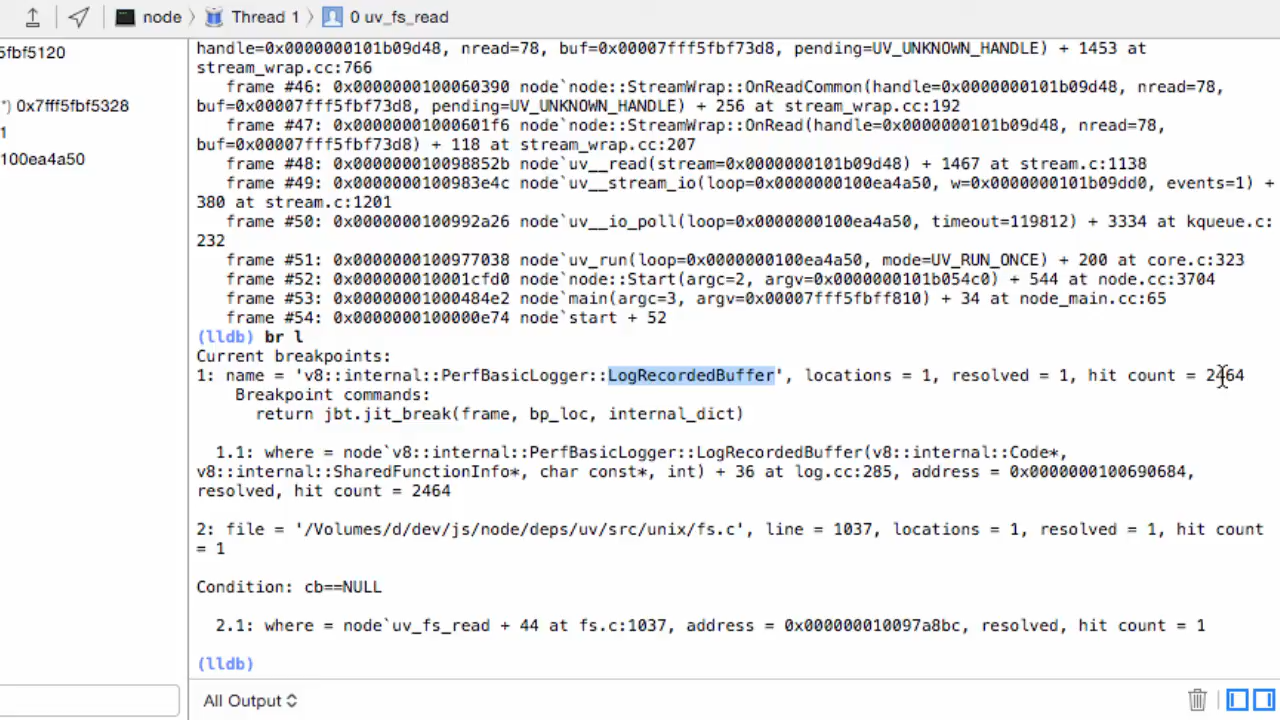 node 〉 Thread 1 〉 0 uv_fs_read
5fbf5120
*) 0x7fff5fbf5328
1
100ea4a50
handle=0x0000000101b09d48, nread=78, buf=0x00007fff5fbf73d8, pending=UV_UNKNOWN_HANDLE) + 1453 at
stream_wrap.cc:766
frame #46: 0x0000000100060390 node`node::StreamWrap::OnReadCommon(handle=0x0000000101b09d48, nread=78,
buf=0x00007fff5fbf73d8, pending=UV_UNKNOWN_HANDLE) + 256 at stream_wrap.cc:192
frame #47: 0x00000001000601f6 node`node::StreamWrap::OnRead(handle=0x0000000101b09d48, nread=78,
buf=0x00007fff5fbf73d8) + 118 at stream_wrap.cc:207
frame #48: 0x000000010098852b node`uv__read(stream=0x0000000101b09d48) + 1467 at stream.c:1138
frame #49: 0x0000000100983e4c node`uv__stream_io(loop=0x0000000100ea4a50, w=0x0000000101b09dd0, events=1) +
380 at stream.c:1201
frame #50: 0x0000000100992a26 node`uv__io_poll(loop=0x0000000100ea4a50, timeout=119812) + 3334 at kqueue.c:
232
frame #51: 0x0000000100977038 node`uv_run(loop=0x0000000100ea4a50, mode=UV_RUN_ONCE) + 200 at core.c:323
frame #52: 0x000000010001cfd0 node`node::Start(argc=2, argv=0x0000000101b054c0) + 544 at node.cc:3704
frame #53: 0x00000001000484e2 node`main(argc=3, argv=0x00007fff5fbff810) + 34 at node_main.cc:65
frame #54: 0x0000000100000e74 node`start + 52
(lldb) br l
Current breakpoints:
1: name = 'v8::internal::PerfBasicLogger::LogRecordedBuffer', locations = 1, resolved = 1, hit count = 2464
Breakpoint commands:
return jbt.jit_break(frame, bp_loc, internal_dict)
1.1: where = node`v8::internal::PerfBasicLogger::LogRecordedBuffer(v8::internal::Code*,
v8::internal::SharedFunctionInfo*, char const*, int) + 36 at log.cc:285, address = 0x0000000100690684,
resolved, hit count = 2464
2: file = '/Volumes/d/dev/js/node/deps/uv/src/unix/fs.c', line = 1037, locations = 1, resolved = 1, hit count
= 1
Condition: cb==NULL
2.1: where = node`uv_fs_read + 44 at fs.c:1037, address = 0x000000010097a8bc, resolved, hit count = 1
(lldb)
All Output